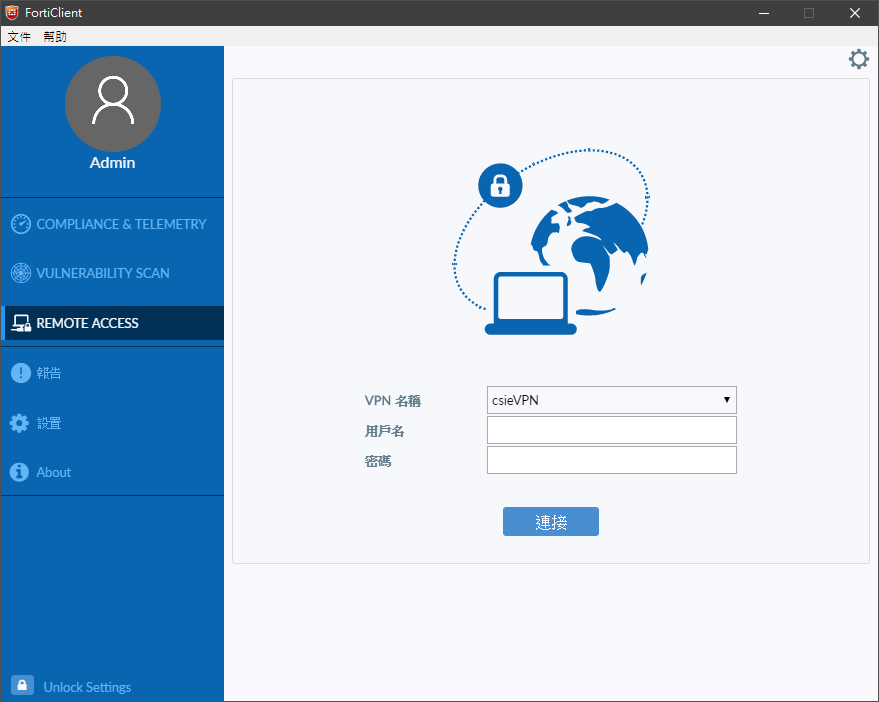 FortiClient
文件 幫助
Admin
COMPLIANCE & TELEMETRY
VULNERABILITY SCAN
REMOTE ACCESS
報告
設置
About
Unlock Settings
VPN 名稱 csieVPN
用戶名
密碼
連接